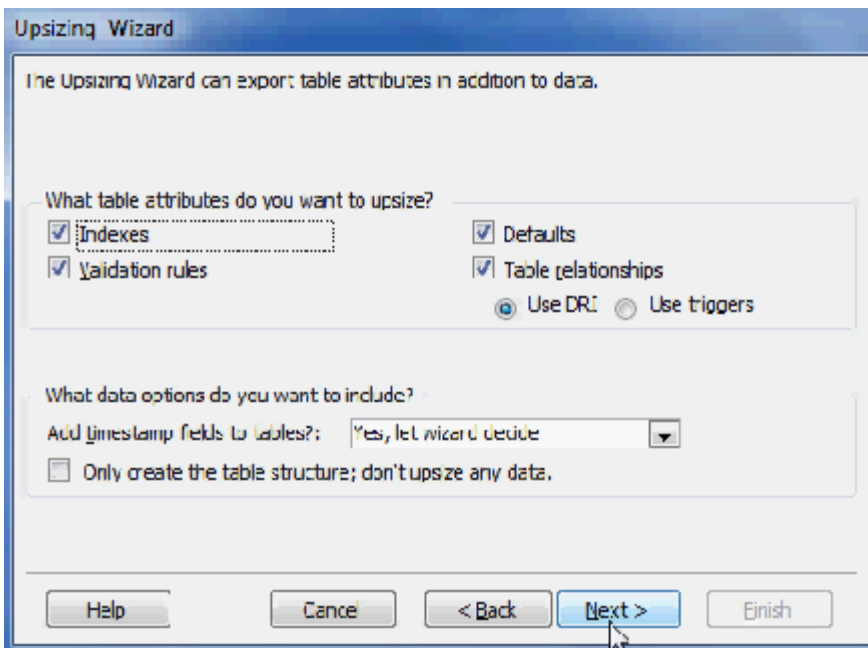 Upsizing Wizard
The Upsizing Wizard can export table attributes in addition to data.
What table attributes do you want to upsize?
Indexes
Defaults
Validation rules
Table relationships
Use DRI
Use triggers
What data options do you want to include?
Add timestamp fields to tables?:
Yes, let wizard decide
Only create the table structure; don't upsize any data.
Help
Cancel
< Back
Next >
Finish